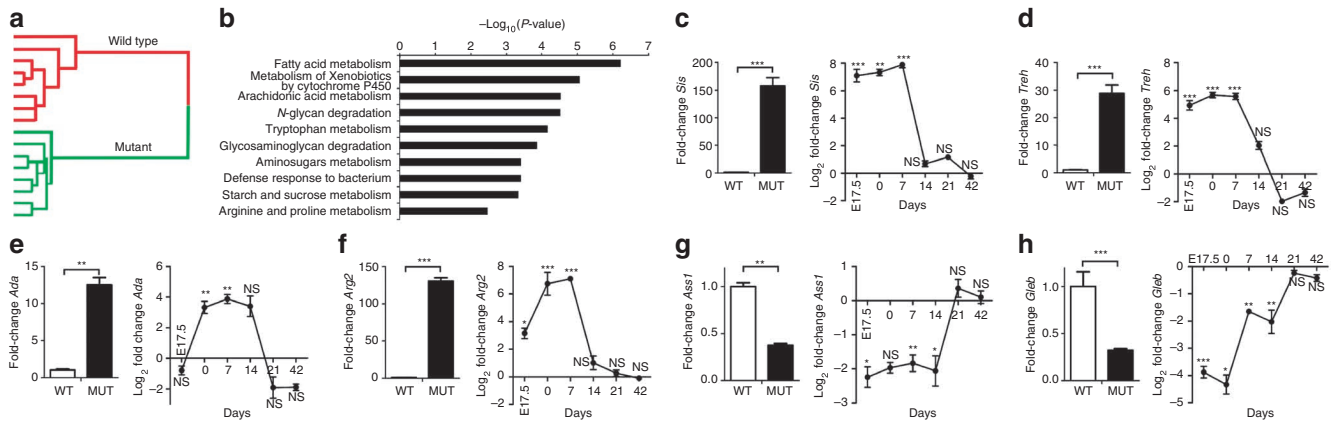 a
Wild type
Mutant
b
–Log10(P-value)
0 1 2 3 4 5 6 7
Fatty acid metabolism
Metabolism of Xenobiotics
by cytochrome P450
Arachidonic acid metabolism
N-glycan degradation
Tryptophan metabolism
Glycosaminoglycan degradation
Aminosugars metabolism
Defense response to bacterium
Starch and sucrose metabolism
Arginine and proline metabolism
c
Fold-change Sis
200
150
100
50
0
***
WT MUT
Log2 fold-change Sis
8
6
4
2
0
–2
*** ** ***
NS NS NS
E17.5 0 7 14 21 42
Days
d
Fold-change Treh
40
30
20
10
0
***
WT MUT
Log2 fold-change Treh
8
6
4
2
0
–2
*** *** ***
NS NS NS
E17.5 0 7 14 21 42
Days
e
Fold-change Ada
15
10
5
0
**
WT MUT
Log2 fold-change Ada
6
4
2
0
–2
NS ** ** NS NS NS
E17.5 0 7 14 21 42
Days
f
Fold-change Arg2
150
100
50
0
***
WT MUT
Log2 fold-change Arg2
8
6
4
2
0
–2
* *** *** NS NS NS
E17.5 0 7 14 21 42
Days
g
Fold-change Ass1
1.0
0.5
0.0
**
WT MUT
Log2 fold-change Ass1
1
0
–1
–2
–3
* NS ** * NS NS
E17.5 0 7 14 21 42
Days
h
Fold-change Gleb
1.0
0.5
0.0
***
WT MUT
Log2 fold-change Gleb
0
–1
–2
–3
–4
–5
*** * ** ** NS NS
E17.5 0 7 14 21 42
Days